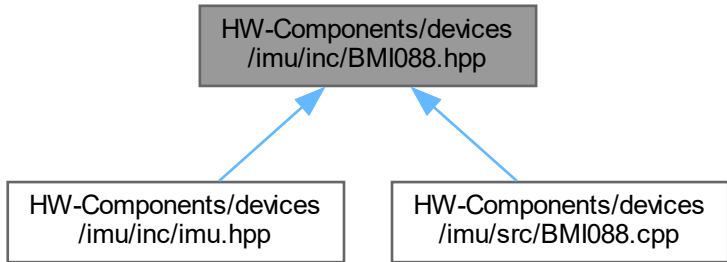 HW-Components/devices
/imu/inc/BMI088.hpp
HW-Components/devices
/imu/inc/imu.hpp
HW-Components/devices
/imu/src/BMI088.cpp